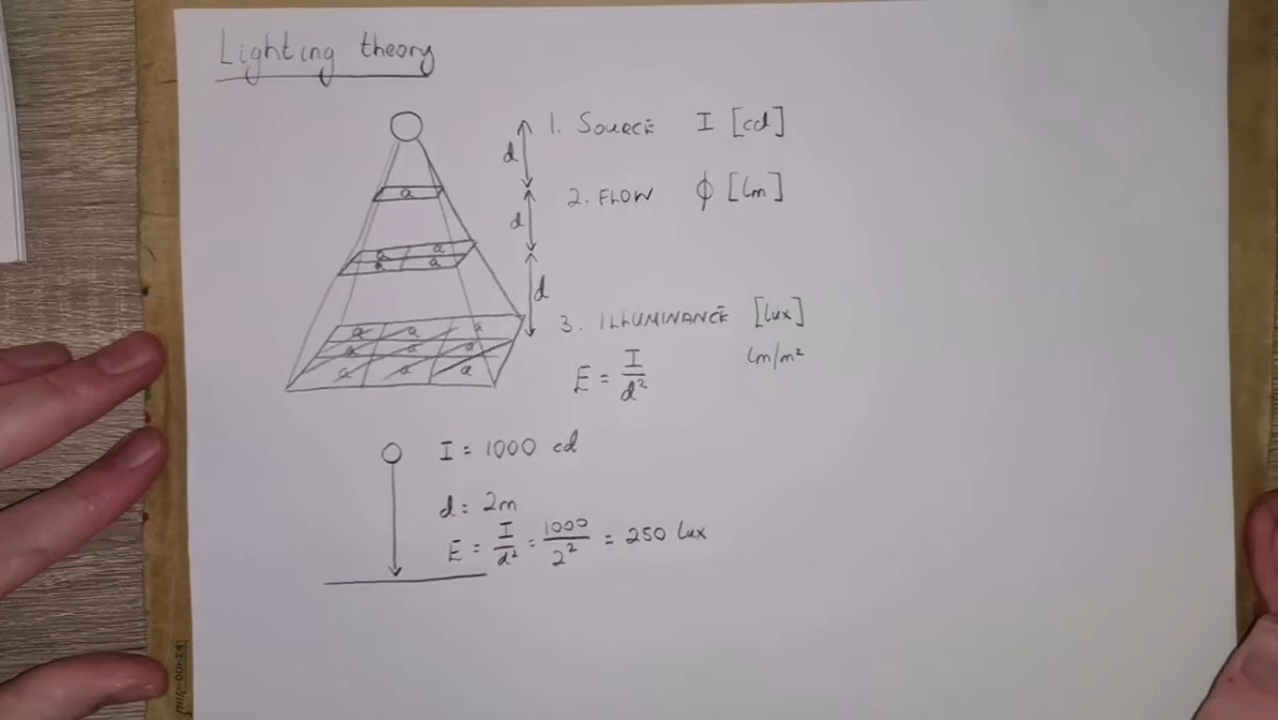 Lighting theory
1. SOURCE I [cd]
d
a
2. FLOW ϕ [lm]
d
a a
a a
d
3. ILLUMINANCE [lux]
a a a
a a a
a a a
lm/m²
E = I/d²
I = 1000 cd
d: 2m
E = I/d² = 1000/2² = 250 lux